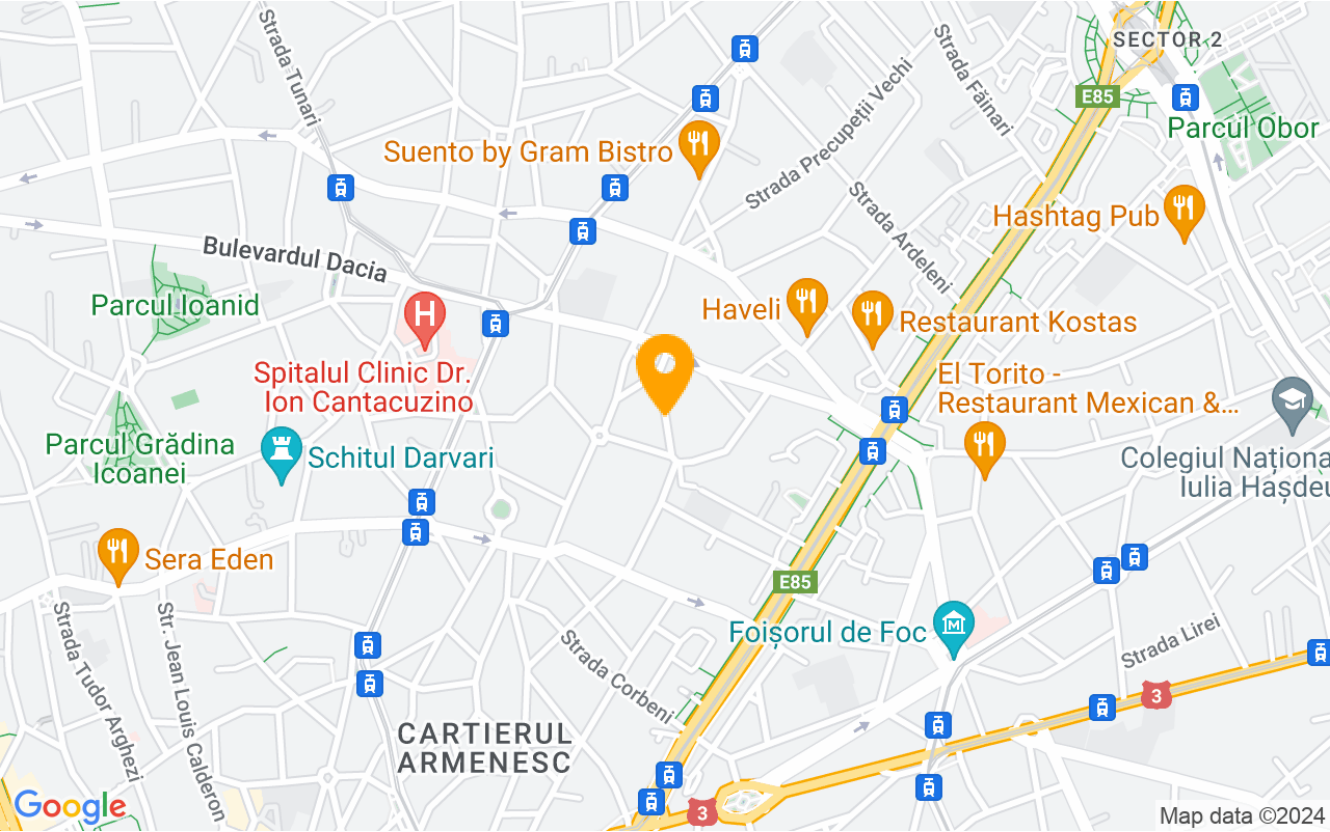 SECTOR 2
Strada Tunari
Strada Făinari
E85
Strada Precupeții Vechi
Parcul Obor
Suento by Gram Bistro
Strada Ardeleni
Hashtag Pub
Bulevardul Dacia
Parcul Ioanid
Haveli
Restaurant Kostas
H
Spitalul Clinic Dr.
Ion Cantacuzino
El Torito -
Restaurant Mexican &...
Parcul Grădina
Icoanei
Schitul Darvari
Colegiul Naționa
Iulia Hașdeu
Sera Eden
E85
Foișorul de Foc
M
Strada Lirei
Strada Tudor Arghezi
Str. Jean Louis Calderon
Strada Corbeni
3
CARTIERUL
ARMENESC
3
Google
Map data ©2024